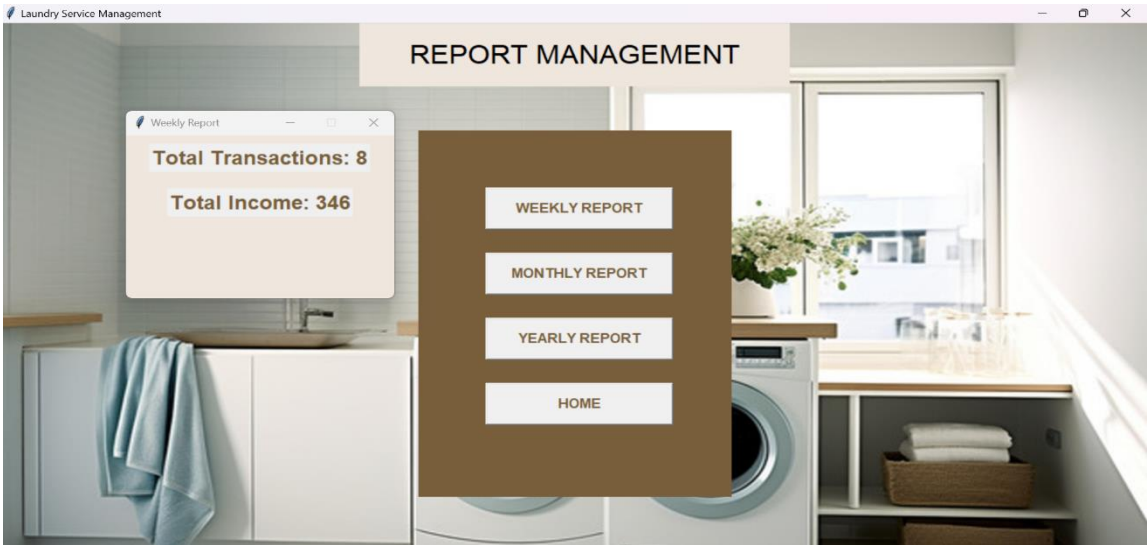 Laundry Service Management
REPORT MANAGEMENT
Weekly Report
Total Transactions: 8
Total Income: 346
WEEKLY REPORT
MONTHLY REPORT
YEARLY REPORT
HOME